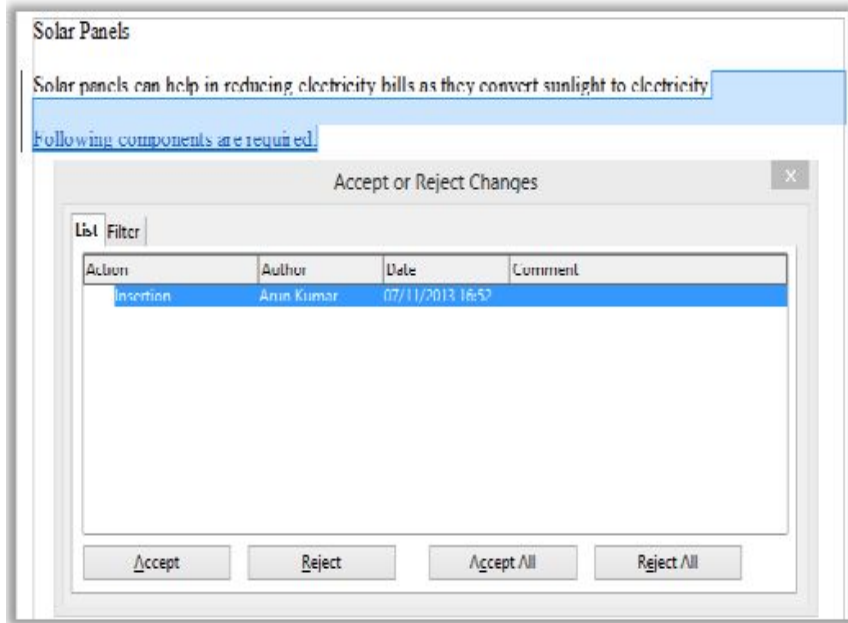 Solar Panels
Solar panels can help in reducing electricity bills as they convert sunlight to electricity
Following components are required.
Accept or Reject Changes
X
List Filter
Action Author Date Comment
Insertion Arun Kumar 07/11/2013 16:52
Accept Reject Accept All Reject All